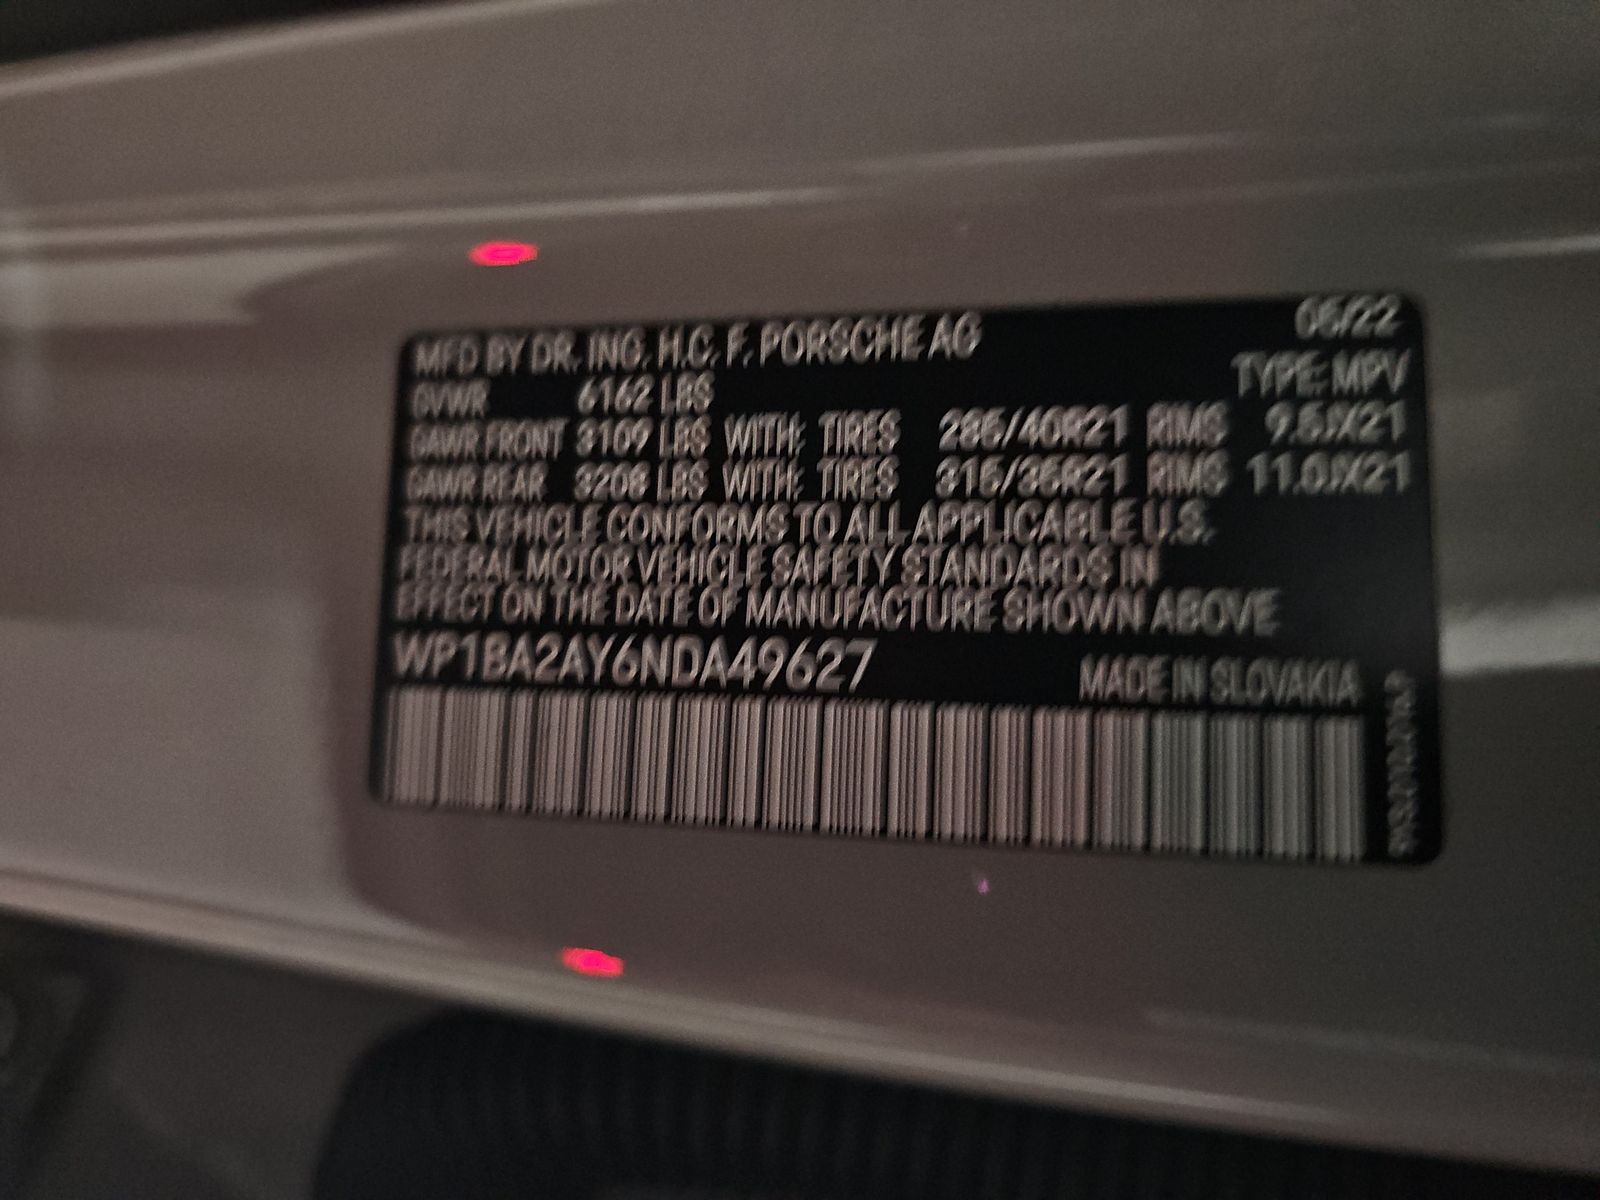 MFD BY DR. ING. H.C. F. PORSCHE AG 06/22
GVWR 6162 LBS TYPE: MPV
GAWR FRONT 3109 LBS WITH: TIRES 285/40R21 RIMS 9.5JX21
GAWR REAR 3208 LBS WITH: TIRES 315/35R21 RIMS 11.0JX21
THIS VEHICLE CONFORMS TO ALL APPLICABLE U.S.
FEDERAL MOTOR VEHICLE SAFETY STANDARDS IN
EFFECT ON THE DATE OF MANUFACTURE SHOWN ABOVE
WP1BA2AY6NDA49627 MADE IN SLOVAKIA